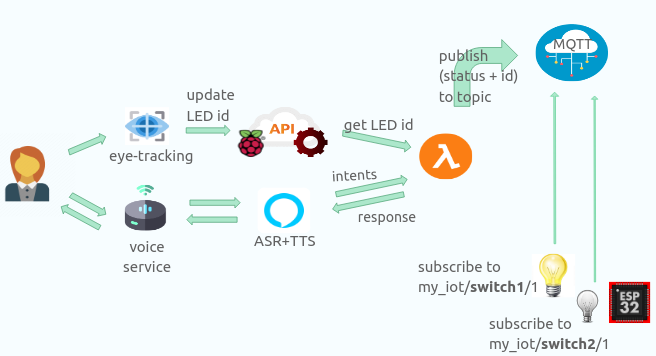 MQTT
publish
(status + id)
to topic
update
LED id
API
get LED id
eye-tracking
intents
response
ASR+TTS
voice
service
subscribe to
my_iot/switch1/1
ESP
32
subscribe to
my_iot/switch2/1